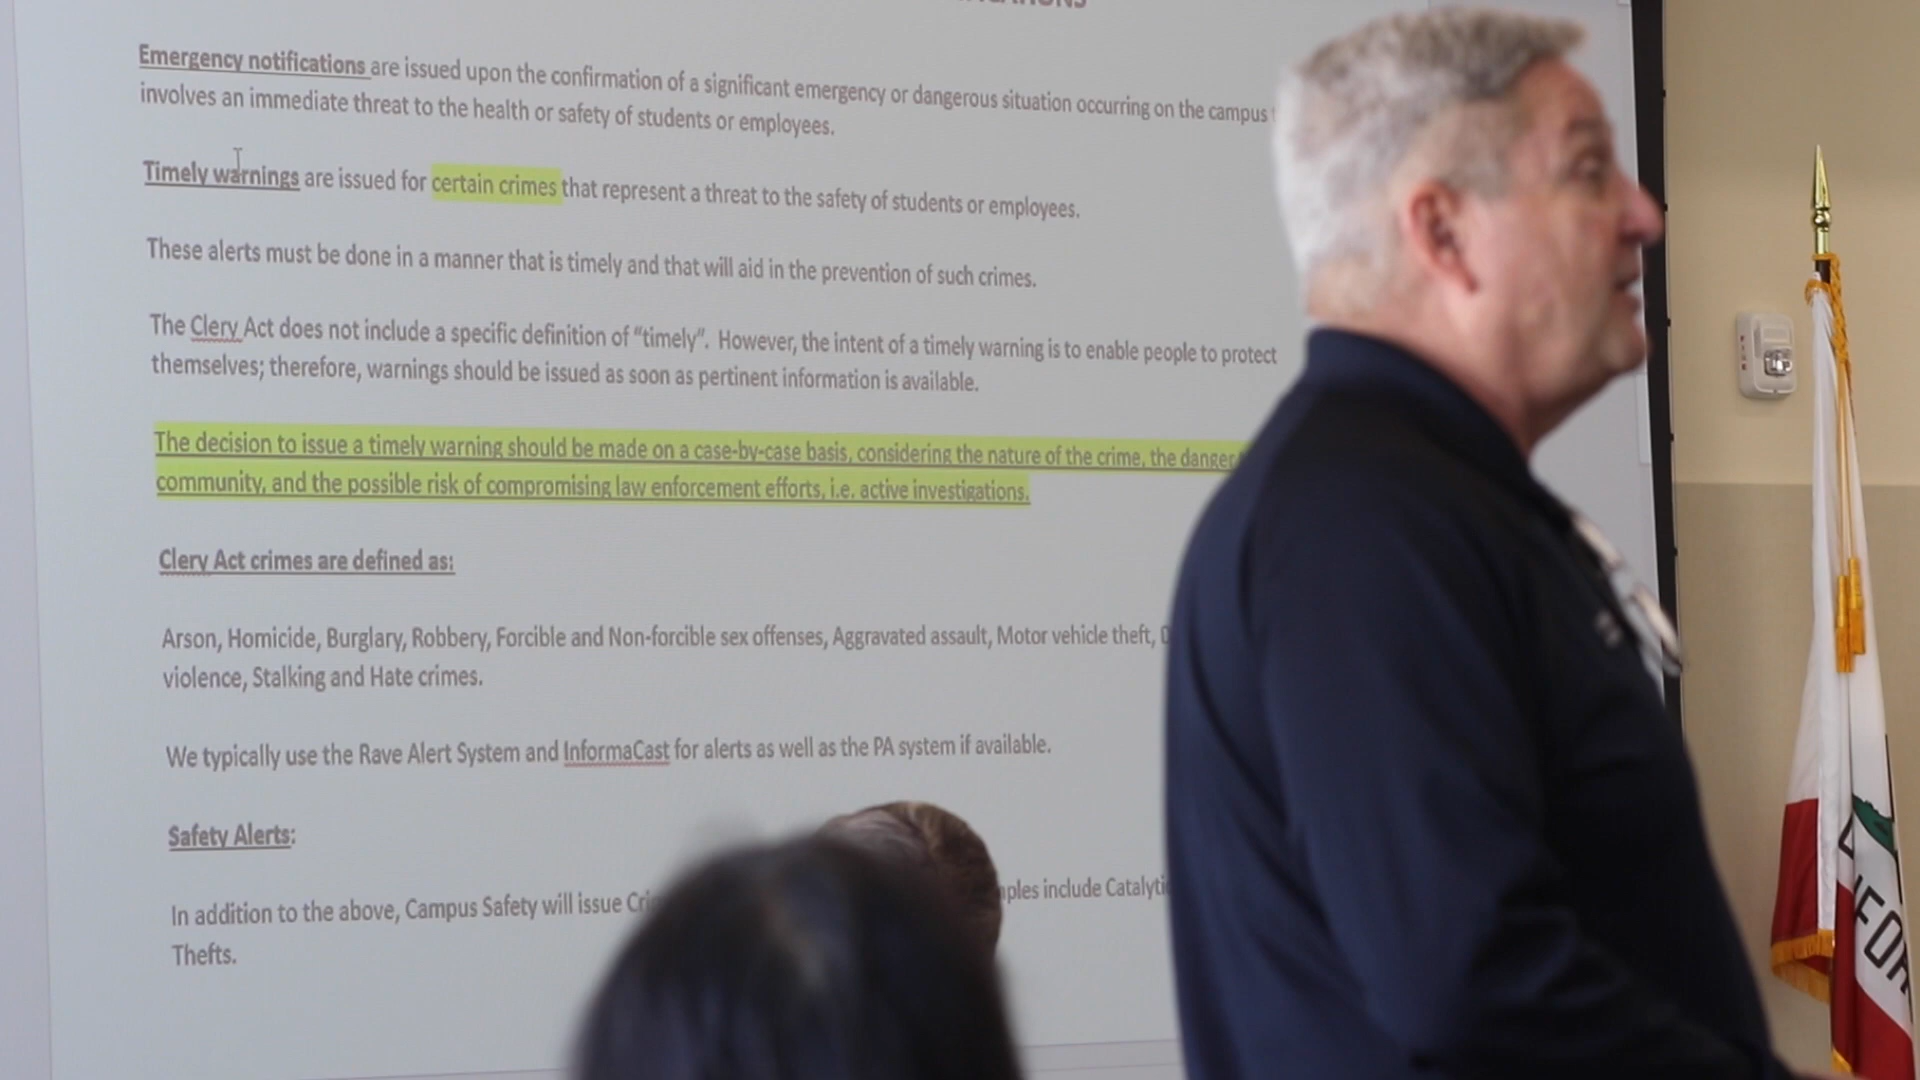 Emergency notifications are issued upon the confirmation of a significant emergency or dangerous situation occurring on the campus
involves an immediate threat to the health or safety of students or employees.
Timely warnings are issued for certain crimes that represent a threat to the safety of students or employees.
These alerts must be done in a manner that is timely and that will aid in the prevention of such crimes.
The Clery Act does not include a specific definition of “timely”. However, the intent of a timely warning is to enable people to protect
themselves; therefore, warnings should be issued as soon as pertinent information is available.
The decision to issue a timely warning should be made on a case-by-case basis, considering the nature of the crime, the danger
community, and the possible risk of compromising law enforcement efforts, i.e. active investigations.
Clery Act crimes are defined as:
Arson, Homicide, Burglary, Robbery, Forcible and Non-forcible sex offenses, Aggravated assault, Motor vehicle theft,
violence, Stalking and Hate crimes.
We typically use the Rave Alert System and InformaCast for alerts as well as the PA system if available.
Safety Alerts:
In addition to the above, Campus Safety will issue include
Thefts.